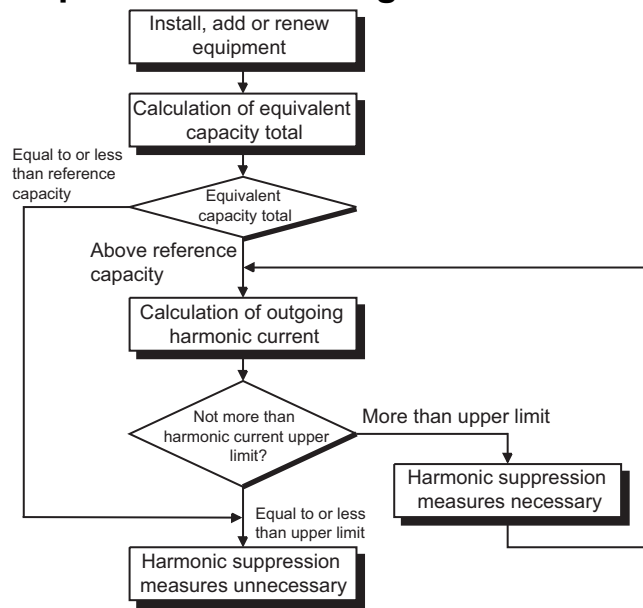 Install, add or renew
equipment
Calculation of equivalent
capacity total
Equal to or less
than reference
capacity
Equivalent
capacity total
Above reference
capacity
Calculation of outgoing
harmonic current
Not more than
harmonic current upper
limit?
More than upper limit
Harmonic suppression
measures necessary
Equal to or less
than upper limit
Harmonic suppression
measures unnecessary